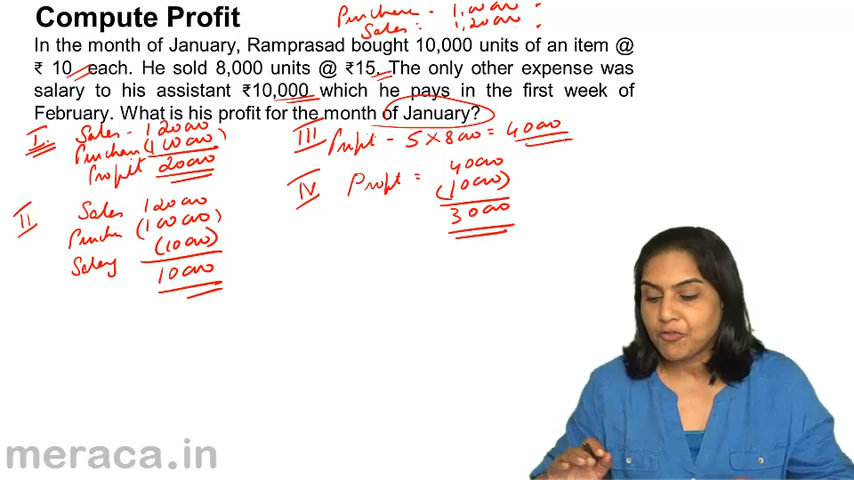 Compute Profit
Purchase - 1,00,000
Sales : 1,20,000
In the month of January, Ramprasad bought 10,000 units of an item @
₹ 10 each. He sold 8,000 units @ ₹15. The only other expense was
salary to his assistant ₹10,000 which he pays in the first week of
February. What is his profit for the month of January?
I Sales - 120000
Purchase (100000)
Profit 20000
II Sales 120000
Purchase (100000)
Salary (10000)
10000
III Profit - 5 × 8000 = 40000
IV Profit = 40000
(10000)
30000
meraca.in